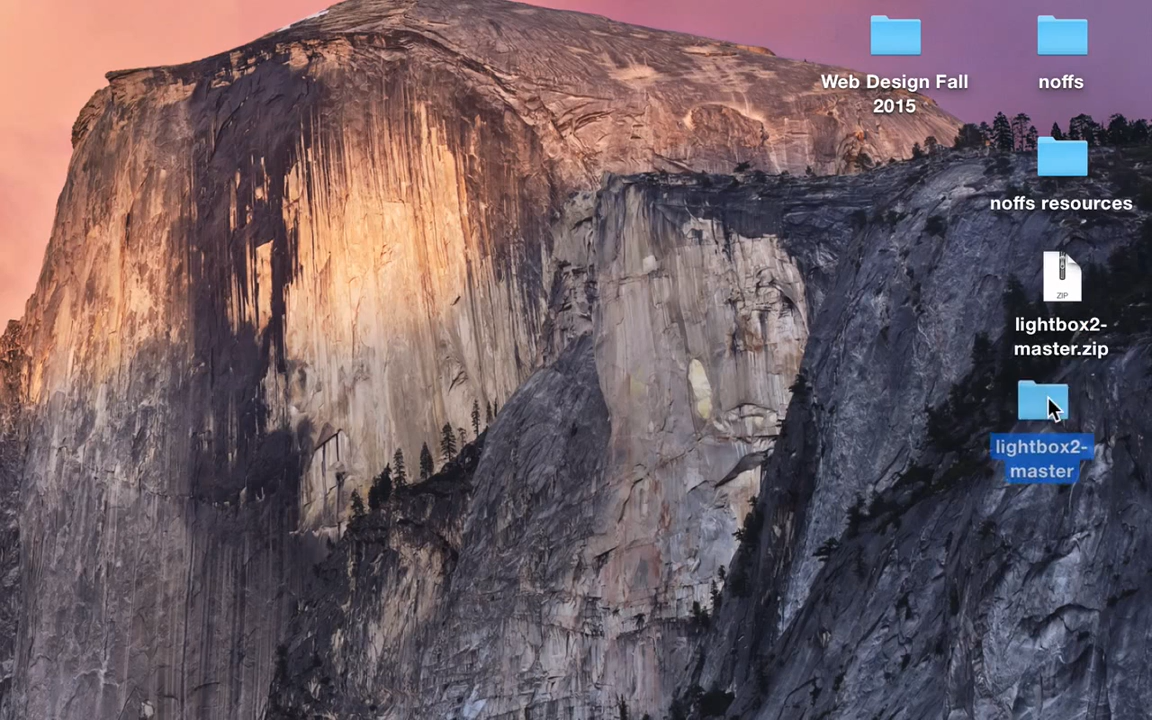 Web Design Fall
2015
noffs
noffs resources
ZIP
lightbox2-
master.zip
lightbox2-
master